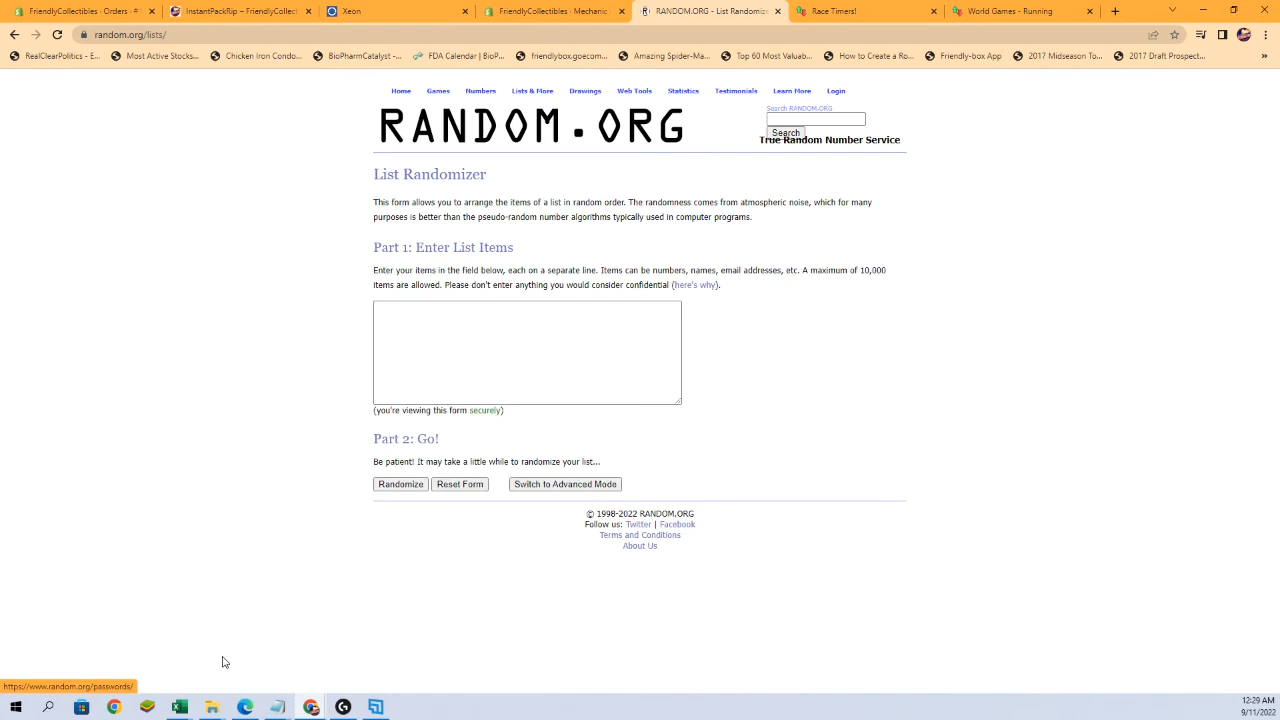 FriendlyCollectibles - Orders - #
InstantPackRip - FriendlyCollect
Xeon
FriendlyCollectibles - Mechanic
RANDOM.ORG - List Randomizer
Race Timers!
World Games - Running
random.org/lists/
RealClearPolitics - E...
Most Active Stocks...
Chicken Iron Condo...
BioPharmCatalyst -...
FDA Calendar | BioP...
friendlybox.goecom...
Amazing Spider-Ma...
Top 60 Most Valuab...
How to Create a Ro...
Friendly-box App
2017 Midseason To...
2017 Draft Prospect...
»
Home Games Numbers Lists & More Drawings Web Tools Statistics Testimonials Learn More Login
RANDOM.ORG
Search RANDOM.ORG
Search
True Random Number Service
List Randomizer
This form allows you to arrange the items of a list in random order. The randomness comes from atmospheric noise, which for many
purposes is better than the pseudo-random number algorithms typically used in computer programs.
Part 1: Enter List Items
Enter your items in the field below, each on a separate line. Items can be numbers, names, email addresses, etc. A maximum of 10,000
items are allowed. Please don't enter anything you would consider confidential (here's why).
(you're viewing this form securely)
Part 2: Go!
Be patient! It may take a little while to randomize your list...
Randomize Reset Form Switch to Advanced Mode
© 1998-2022 RANDOM.ORG
Follow us: Twitter | Facebook
Terms and Conditions
About Us
https://www.random.org/passwords/
12:29 AM
9/11/2022